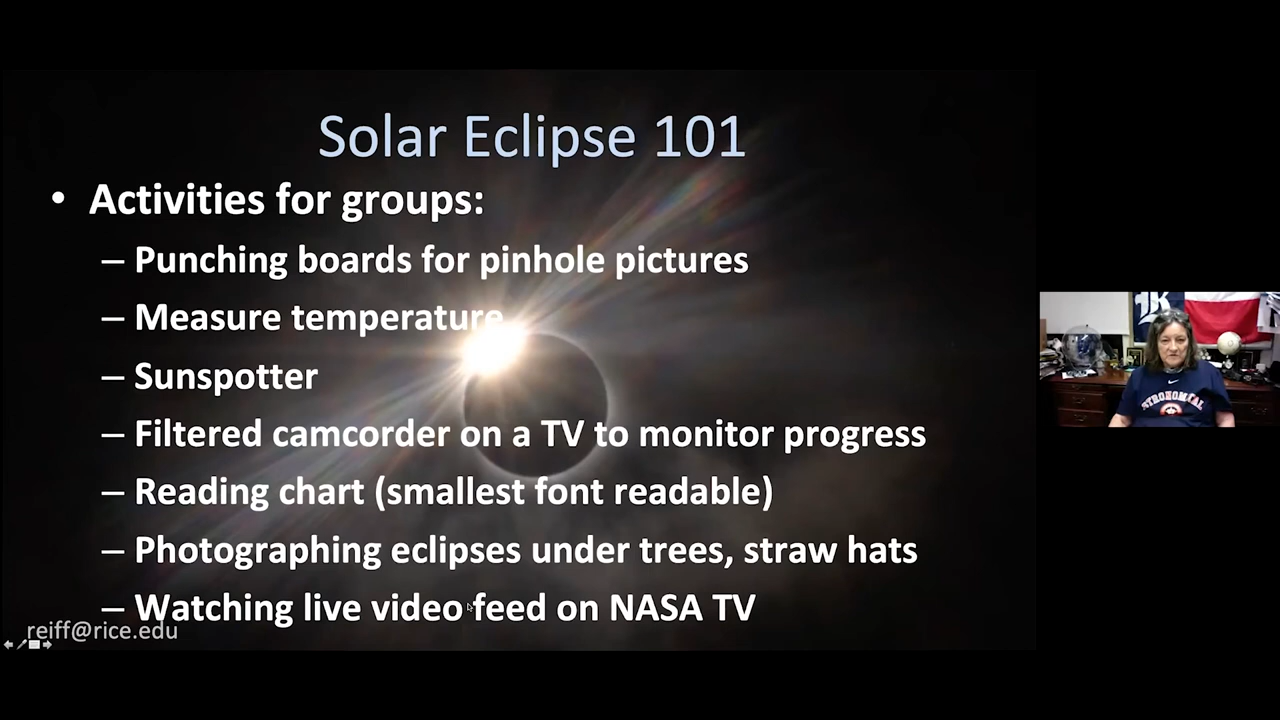 Solar Eclipse 101
• Activities for groups:
– Punching boards for pinhole pictures
– Measure temperature
– Sunspotter
– Filtered camcorder on a TV to monitor progress
– Reading chart (smallest font readable)
– Photographing eclipses under trees, straw hats
– Watching live video feed on NASA TV
reiff@rice.edu